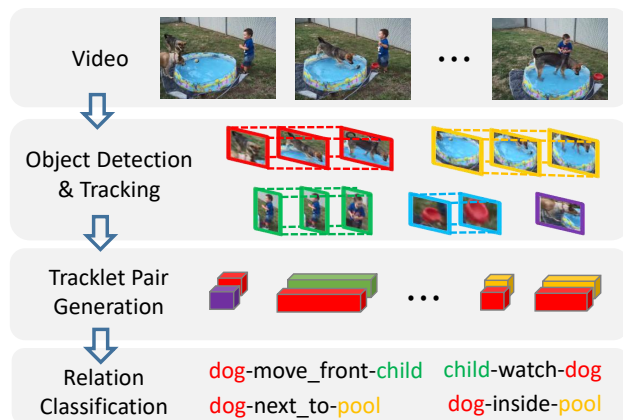 Video
...
Object Detection
& Tracking
Tracklet Pair
Generation
...
Relation
Classification
dog-move_front-child child-watch-dog
dog-next_to-pool dog-inside-pool